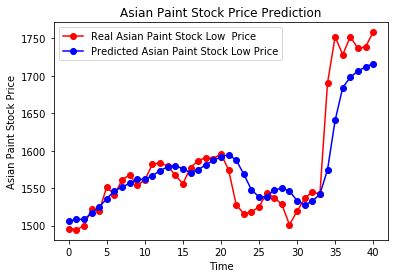 Asian Paint Stock Price Prediction
Real Asian Paint Stock Low  Price
Predicted Asian Paint Stock Low Price
Asian Paint Stock Price
1750
1700
1650
1600
1550
1500
0 5 10 15 20 25 30 35 40
Time